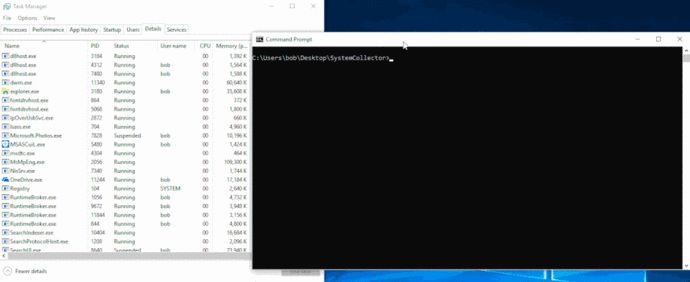 Task Manager
File Options View
Processes Performance App history Startup Users Details Services
Name PID Status User name CPU Memory (p...
dllhost.exe 3184 Running 00 1,392 K
dllhost.exe 4312 Running bob 00 1,564 K
dllhost.exe 7480 Running bob 00 1,588 K
dwm.exe 11340 Running 00 60,640 K
explorer.exe 3180 Running bob 00 35,608 K
fontdrvhost.exe 864 Running 00 372 K
fontdrvhost.exe 5068 Running 00 1,800 K
IpOverUsbSvc.exe 2872 Running 00 660 K
lsass.exe 704 Running 00 4,960 K
Microsoft.Photos.exe 7828 Suspended bob 00 K
MSASCuiL.exe 5480 Running bob 00 1,424 K
msdtc.exe 4304 Running 00 464 K
MsMpEng.exe 2056 Running 00 109,300 K
NisSrv.exe 7340 Running 00 1,744 K
OneDrive.exe 11244 Running bob 00 17,184 K
Registry 104 Running SYSTEM 00 2,640 K
RuntimeBroker.exe 1056 Running bob 00 4,732 K
RuntimeBroker.exe 9672 Running bob 00 3,948 K
RuntimeBroker.exe 11844 Running bob 00 3,156 K
RuntimeBroker.exe 644 Running bob 00 4,800 K
SearchIndexer.exe 10404 Running 00 16,684 K
SearchProtocolHost.exe 1208 Running 00 2,096 K
SearchUI.exe 8640 Suspended bob 00 73,940 K
Fewer details
Command Prompt
C:\Users\bob\Desktop\SystemCollector>